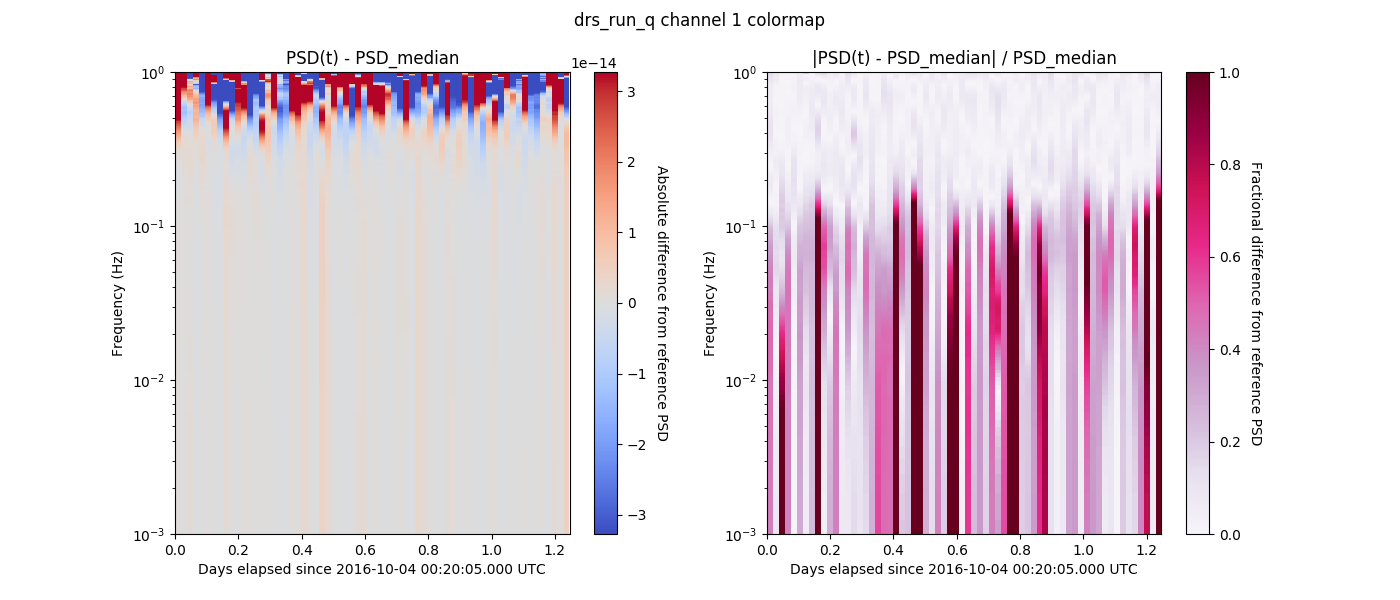 drs_run_q channel 1 colormap
PSD(t) - PSD_median
1e−14
10⁰
10⁻¹
10⁻²
10⁻³
Frequency (Hz)
0.0 0.2 0.4 0.6 0.8 1.0 1.2
Days elapsed since 2016-10-04 00:20:05.000 UTC
3
2
1
0
−1
−2
−3
Absolute difference from reference PSD
|PSD(t) - PSD_median| / PSD_median
10⁰
10⁻¹
10⁻²
10⁻³
Frequency (Hz)
0.0 0.2 0.4 0.6 0.8 1.0 1.2
Days elapsed since 2016-10-04 00:20:05.000 UTC
1.0
0.8
0.6
0.4
0.2
0.0
Fractional difference from reference PSD